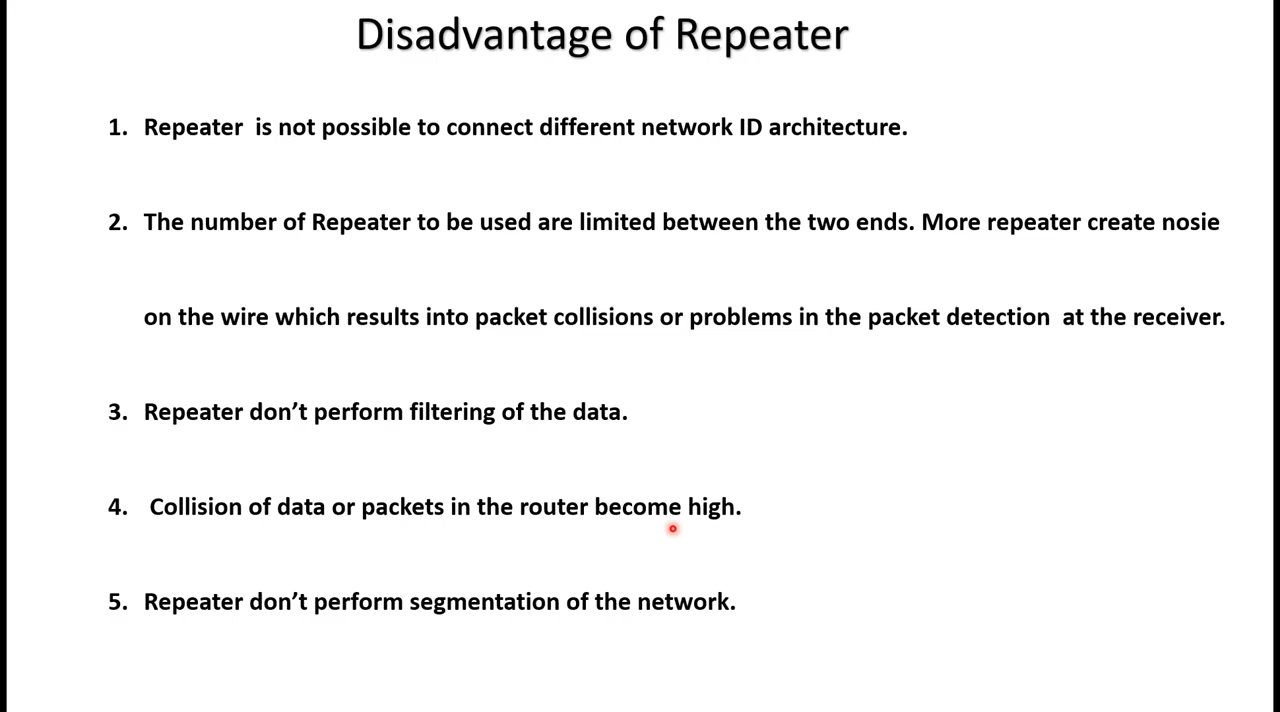 Disadvantage of Repeater
1. Repeater is not possible to connect different network ID architecture.
2. The number of Repeater to be used are limited between the two ends. More repeater create nosie
on the wire which results into packet collisions or problems in the packet detection at the receiver.
3. Repeater don’t perform filtering of the data.
4. Collision of data or packets in the router become high.
5. Repeater don’t perform segmentation of the network.